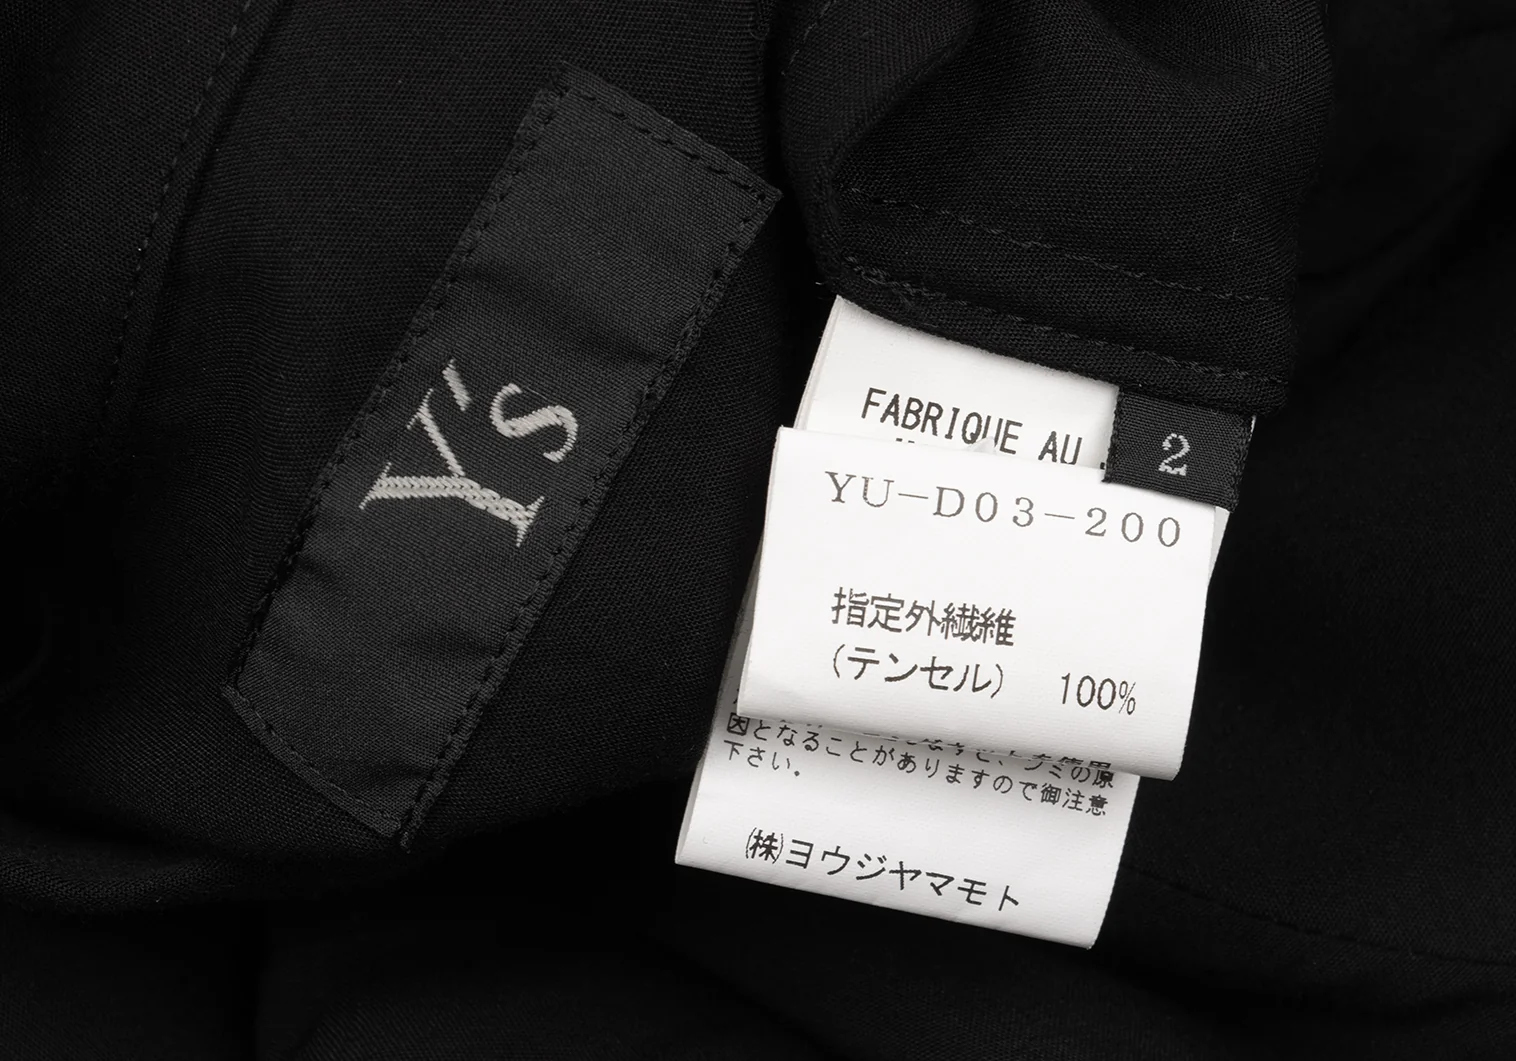 Y's
FABRIQUE AU
2
YU-D03-200
指定外繊維
(テンセル) 100%
因となることがありますので御注意
下さい。
㈱ヨウジヤマモト